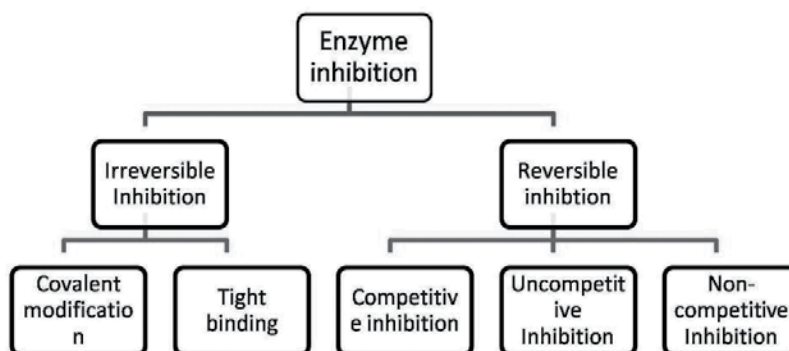 Enzyme
inhibition
Irreversible
Inhibition
Reversible
inhibtion
Covalent
modificatio
n
Tight
binding
Competitiv
e inhibition
Uncompetit
ive
Inhibition
Non-
competitive
Inhibition